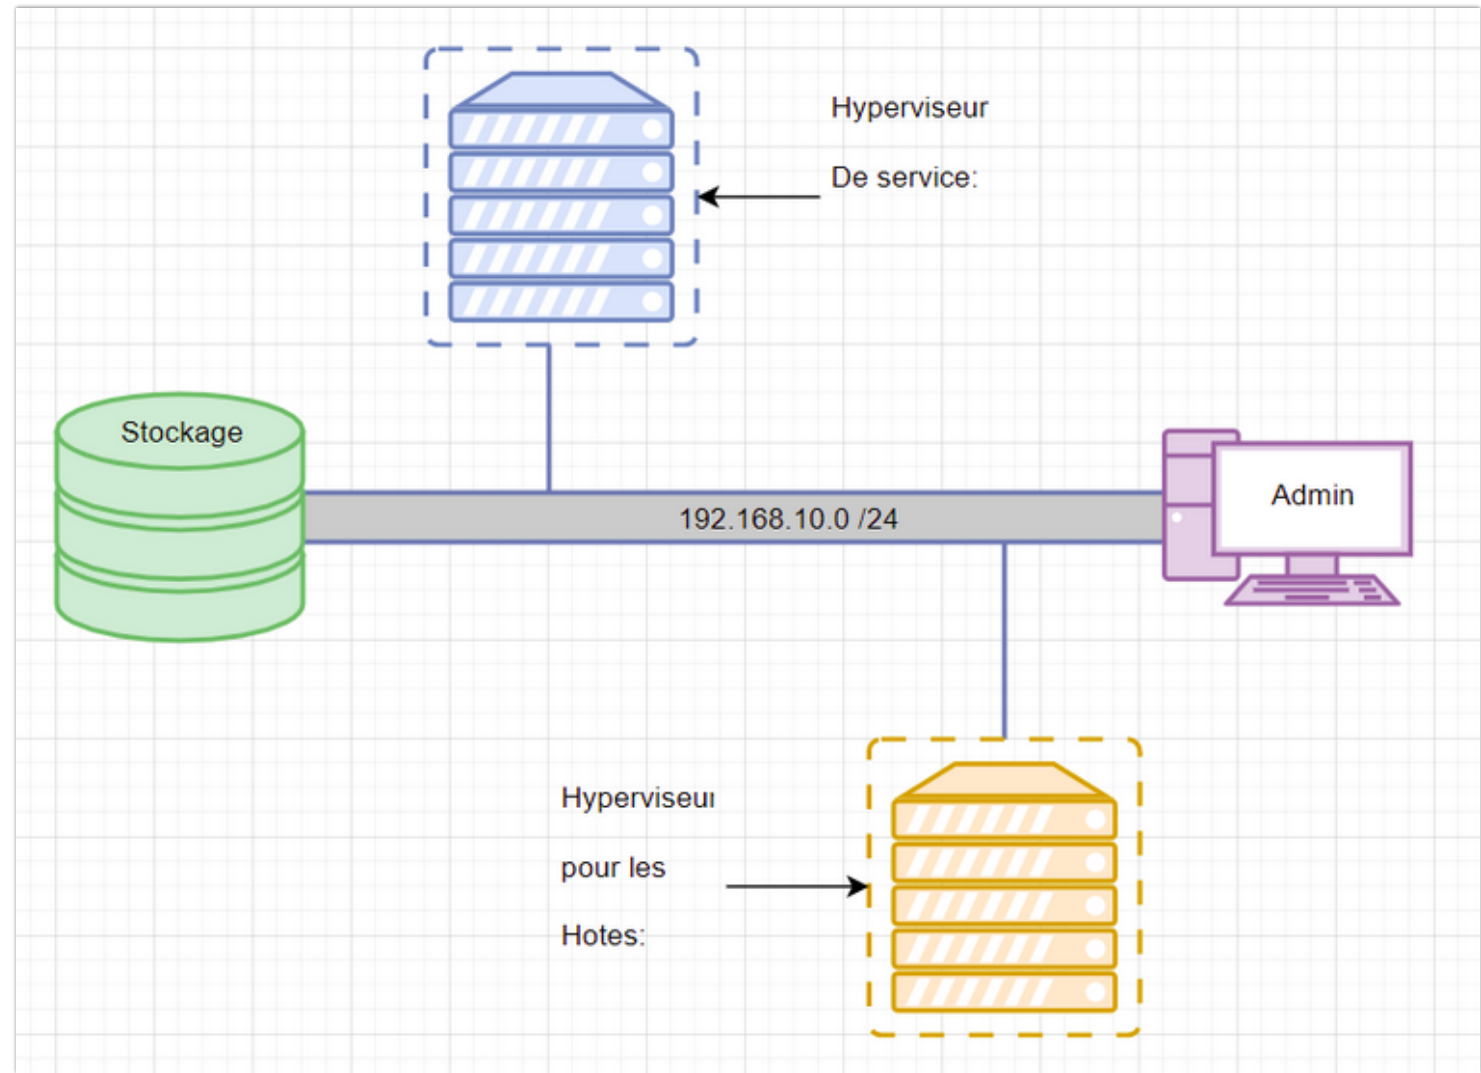 Hyperviseur
De service:
Stockage
192.168.10.0 /24
Admin
Hyperviseur
pour les
Hotes: